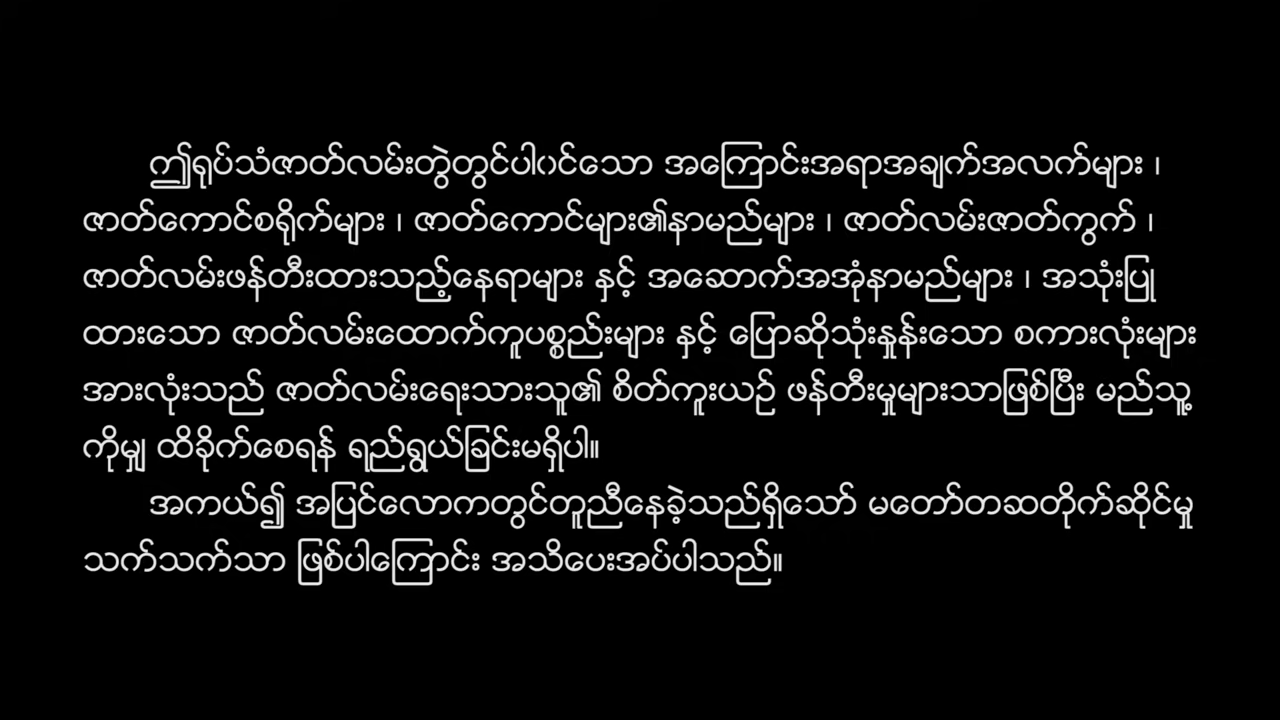 ဤရုပ်သံဇာတ်လမ်းတွဲတွင်ပါဝင်သော အကြောင်းအရာအချက်အလက်များ ၊
ဇာတ်ကောင်စရိုက်များ ၊ ဇာတ်ကောင်များ၏နာမည်များ ၊ ဇာတ်လမ်းဇာတ်ကွက် ၊
ဇာတ်လမ်းဖန်တီးထားသည့်နေရာများ နှင့် အဆောက်အအုံနာမည်များ ၊ အသုံးပြု
ထားသော ဇာတ်လမ်းထောက်ကူပစ္စည်းများ နှင့် ပြောဆိုသုံးနှုန်းသော စကားလုံးများ
အားလုံးသည် ဇာတ်လမ်းရေးသားသူ၏ စိတ်ကူးယဉ် ဖန်တီးမှုများသာဖြစ်ပြီး မည်သူ့
ကိုမျှ ထိခိုက်စေရန် ရည်ရွယ်ခြင်းမရှိပါ။
အကယ်၍ အပြင်လောကတွင်တူညီနေခဲ့သည်ရှိသော် မတော်တဆတိုက်ဆိုင်မှု
သက်သက်သာ ဖြစ်ပါကြောင်း အသိပေးအပ်ပါသည်။